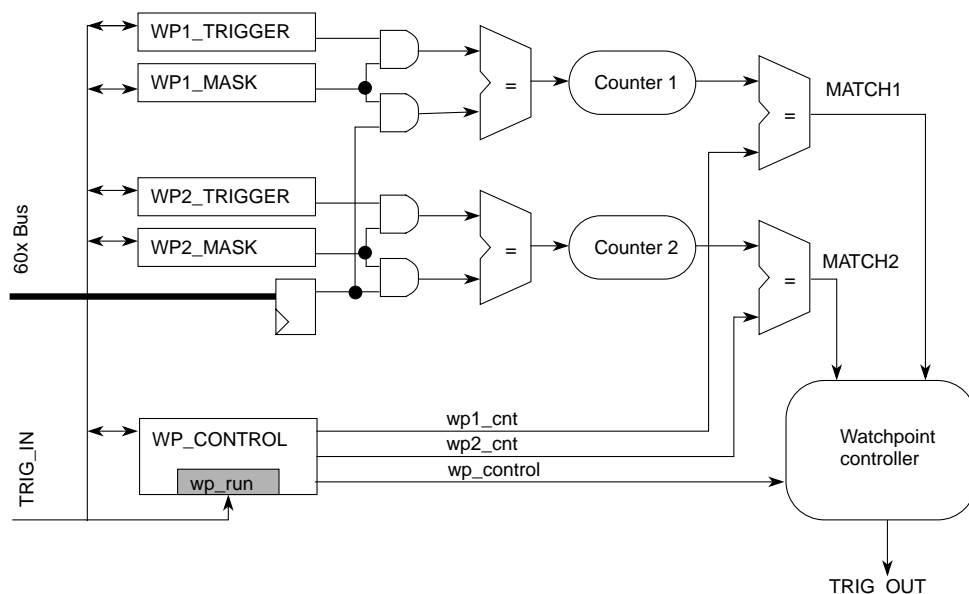 WP1_TRIGGER
WP1_MASK
=
Counter 1
=
MATCH1
WP2_TRIGGER
WP2_MASK
=
Counter 2
=
MATCH2
60x Bus
TRIG_IN
WP_CONTROL
wp_run
wp1_cnt
wp2_cnt
wp_control
Watchpoint
controller
TRIG_OUT